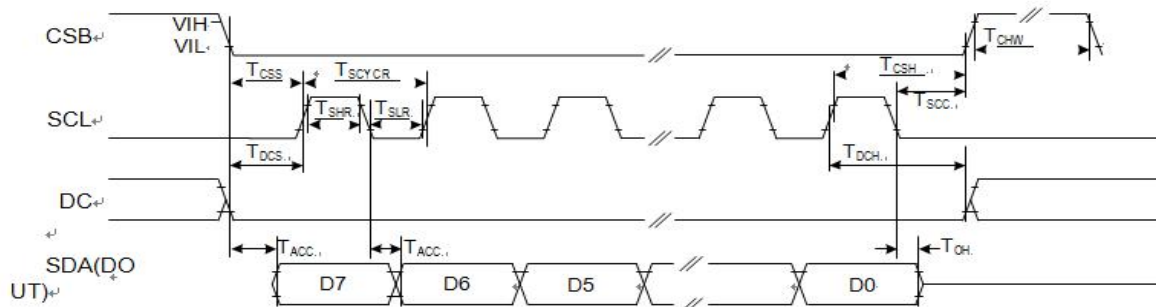 VIH
CSB
VIL
TCHW
TCSS
TSCYCR
TCSH
TSHR.
TSLR.
TSCC.
SCL
TDCS.
TDCH.
DC
TACC.
TACC.
TOH.
SDA(DO
UT)
D7
D6
D5
D0